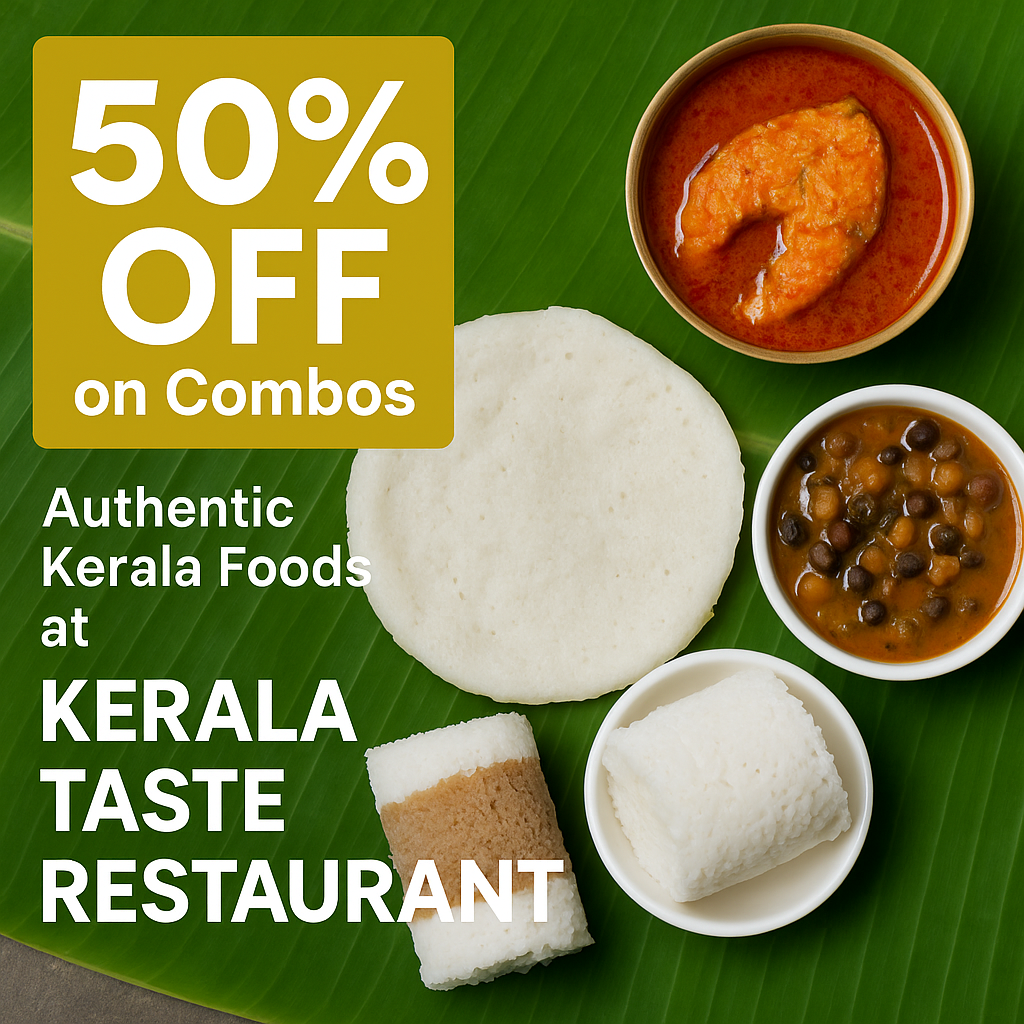 50%
OFF
on Combos
Authentic
Kerala Foods
at
KERALA
TASTE
RESTAURANT